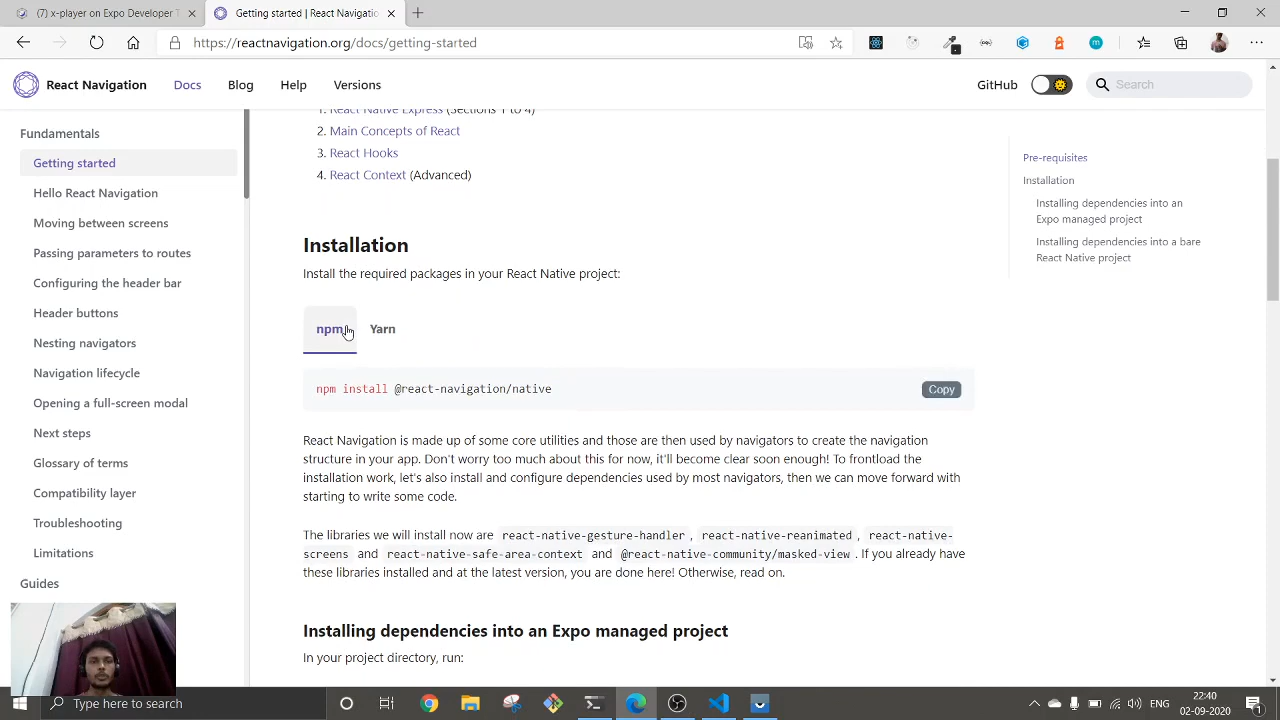 (7) x-player on Expo Developer T
Getting started | React Navigatio
https://reactnavigation.org/docs/getting-started
React Navigation
Docs
Blog
Help
Versions
GitHub
Search
Fundamentals
Getting started
Hello React Navigation
Moving between screens
Passing parameters to routes
Configuring the header bar
Header buttons
Nesting navigators
Navigation lifecycle
Opening a full-screen modal
Next steps
Glossary of terms
Compatibility layer
Troubleshooting
Limitations
Guides
1. React Native Express (Sections 1 to 4)
2. Main Concepts of React
3. React Hooks
4. React Context (Advanced)
Installation
Install the required packages in your React Native project:
npm
Yarn
npm install @react-navigation/native
Copy
React Navigation is made up of some core utilities and those are then used by navigators to create the navigation
structure in your app. Don't worry too much about this for now, it'll become clear soon enough! To frontload the
installation work, let's also install and configure dependencies used by most navigators, then we can move forward with
starting to write some code.
The libraries we will install now are react-native-gesture-handler , react-native-reanimated , react-native-
screens and react-native-safe-area-context and @react-native-community/masked-view . If you already have
these libraries installed and at the latest version, you are done here! Otherwise, read on.
Installing dependencies into an Expo managed project
In your project directory, run:
Pre-requisites
Installation
Installing dependencies into an
Expo managed project
Installing dependencies into a bare
React Native project
Type here to search
ENG
22:40
02-09-2020